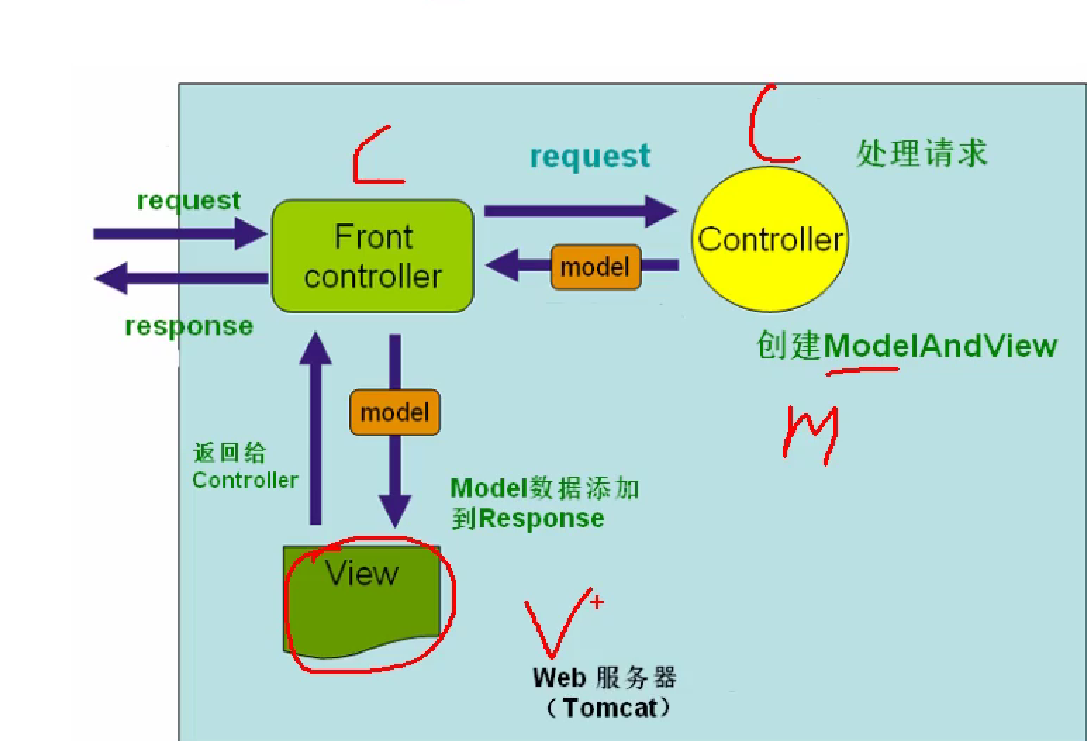 C
C
request
处理请求
request
Front
controller
Controller
model
response
创建ModelAndView
M
model
返回给
Controller
Model数据添加
到Response
View
V
Web 服务器
（Tomcat）